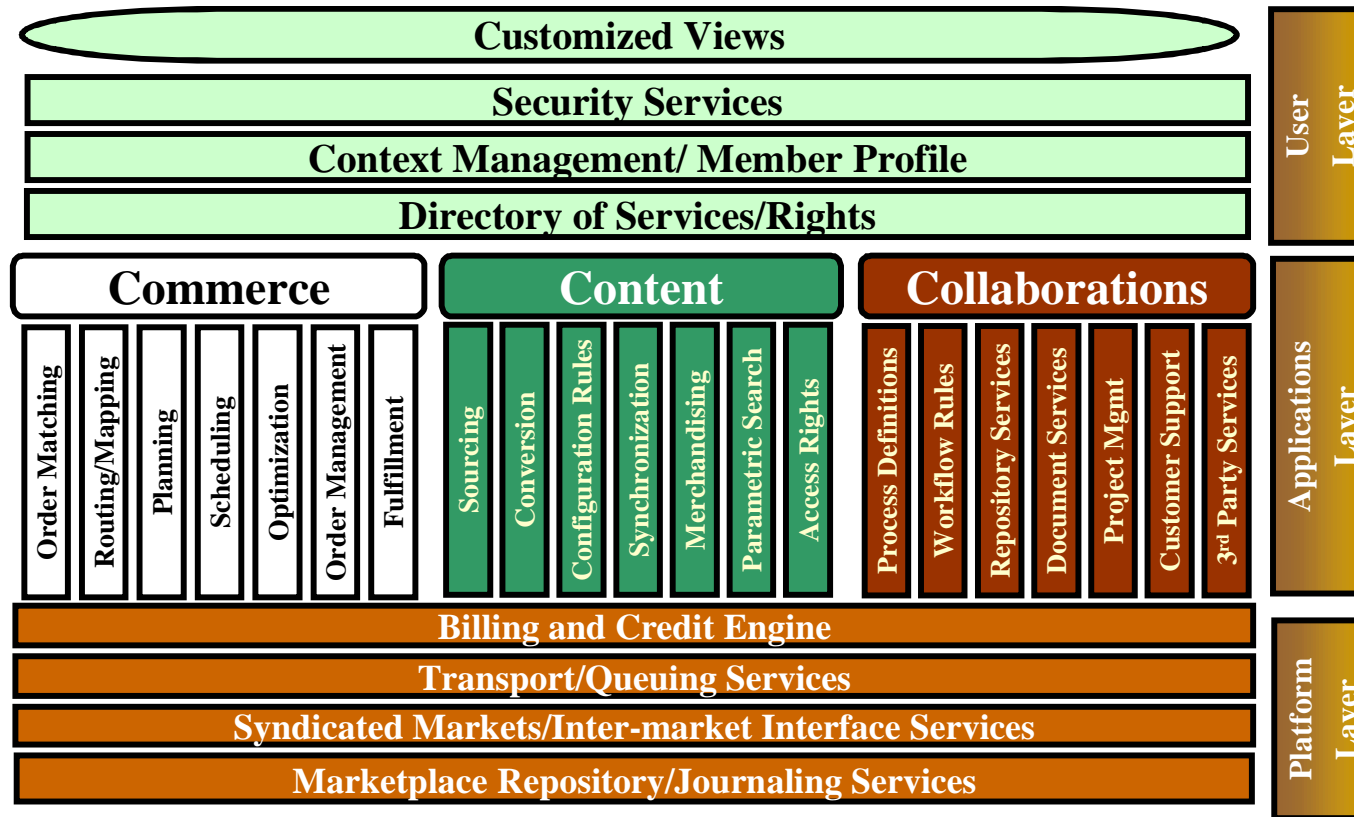 Customized Views
Security Services
Context Management/ Member Profile
Directory of Services/Rights
User
Layer
Commerce
Content
Collaborations
Order Matching
Routing/Mapping
Planning
Scheduling
Optimization
Order Management
Fulfillment
Sourcing
Conversion
Configuration Rules
Synchronization
Merchandising
Parametric Search
Access Rights
Process Definitions
Workflow Rules
Repository Services
Document Services
Project Mgmt
Customer Support
3rd Party Services
Applications
Layer
Billing and Credit Engine
Transport/Queuing Services
Syndicated Markets/Inter-market Interface Services
Marketplace Repository/Journaling Services
Platform
Layer